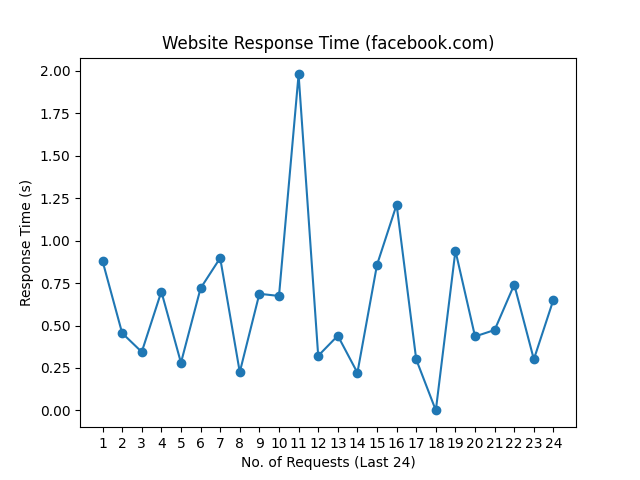 Website Response Time (facebook.com)
2.00
1.75
1.50
1.25
1.00
0.75
0.50
0.25
0.00
Response Time (s)
1 2 3 4 5 6 7 8 9 10 11 12 13 14 15 16 17 18 19 20 21 22 23 24
No. of Requests (Last 24)